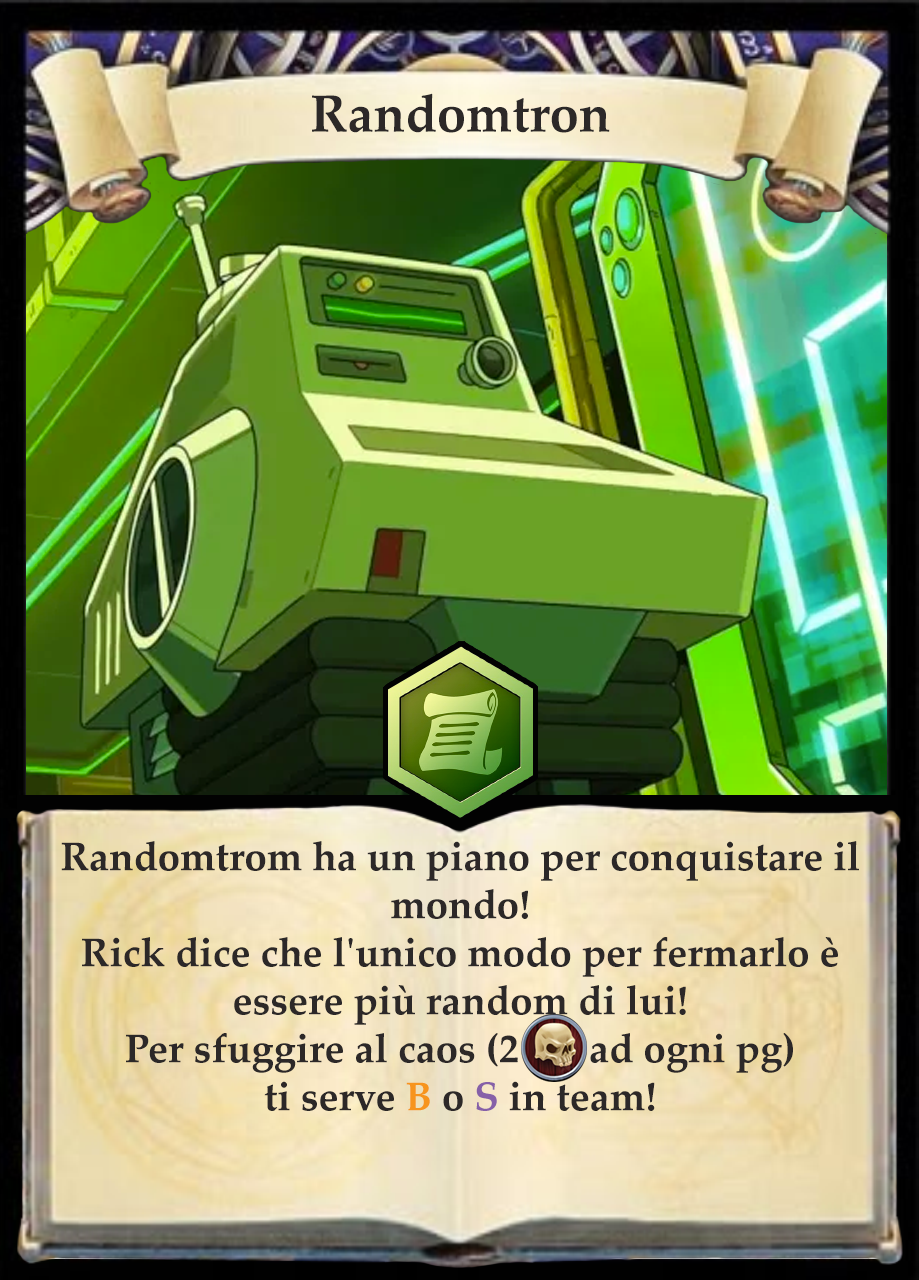 Randomtron
Randomtrom ha un piano per conquistare il
mondo!
Rick dice che l'unico modo per fermarlo è
essere più random di lui!
Per sfuggire al caos (2 ad ogni pg)
ti serve B o S in team!